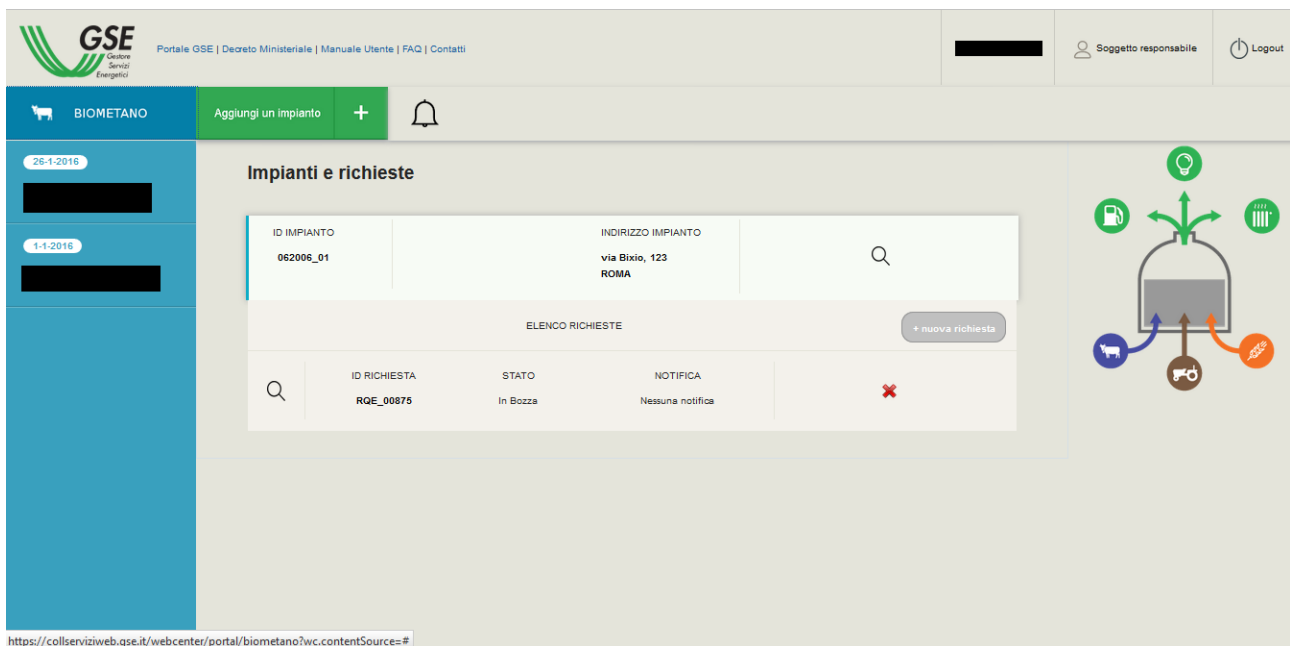 GSE
Gestore
Servizi
Energetici
Portale GSE | Decreto Ministeriale | Manuale Utente | FAQ | Contatti
Soggetto responsabile
Logout
BIOMETANO
Aggiungi un impianto
+
26-1-2016
1-1-2016
Impianti e richieste
ID IMPIANTO
062006_01
INDIRIZZO IMPIANTO
via Bixio, 123
ROMA
ELENCO RICHIESTE
+ nuova richiesta
ID RICHIESTA
STATO
NOTIFICA
RQE_00875
In Bozza
Nessuna notifica
https://collserviziweb.gse.it/webcenter/portal/biometano?wc.contentSource=#